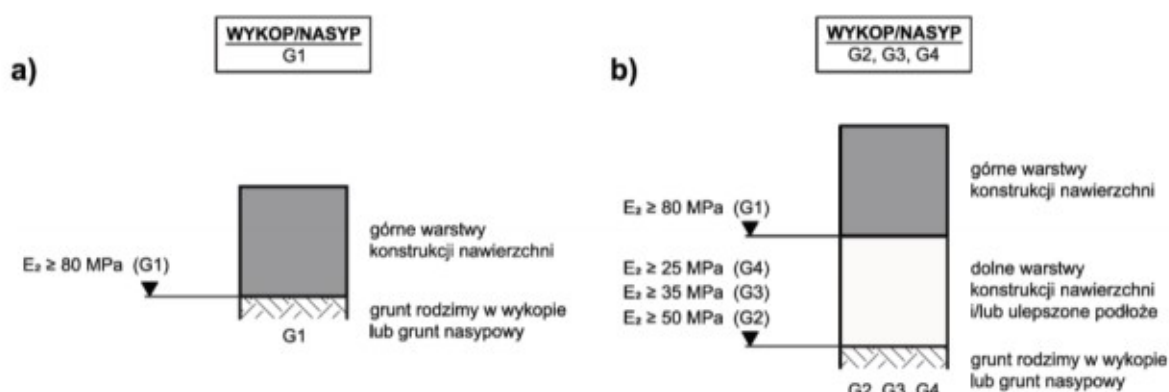 WYKOP/NASYP
G1
a)
E₂ ≥ 80 MPa (G1)
górne warstwy
konstrukcji nawierzchni
grunt rodzimy w wykopie
lub grunt nasypowy
G1
WYKOP/NASYP
G2, G3, G4
b)
górne warstwy
konstrukcji nawierzchni
E₂ ≥ 80 MPa (G1)
E₂ ≥ 25 MPa (G4)
E₂ ≥ 35 MPa (G3)
E₂ ≥ 50 MPa (G2)
dolne warstwy
konstrukcji nawierzchni
i/lub ulepszone podłoże
grunt rodzimy w wykopie
lub grunt nasypowy
G2, G3, G4